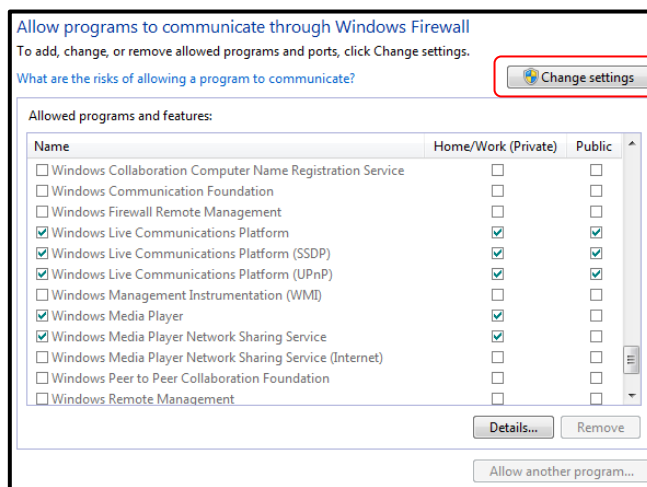 Allow programs to communicate through Windows Firewall
To add, change, or remove allowed programs and ports, click Change settings.
What are the risks of allowing a program to communicate?
Change settings
Allowed programs and features:
Name Home/Work (Private) Public
Windows Collaboration Computer Name Registration Service
Windows Communication Foundation
Windows Firewall Remote Management
Windows Live Communications Platform
Windows Live Communications Platform (SSDP)
Windows Live Communications Platform (UPnP)
Windows Management Instrumentation (WMI)
Windows Media Player
Windows Media Player Network Sharing Service
Windows Media Player Network Sharing Service (Internet)
Windows Peer to Peer Collaboration Foundation
Windows Remote Management
Details... Remove
Allow another program...